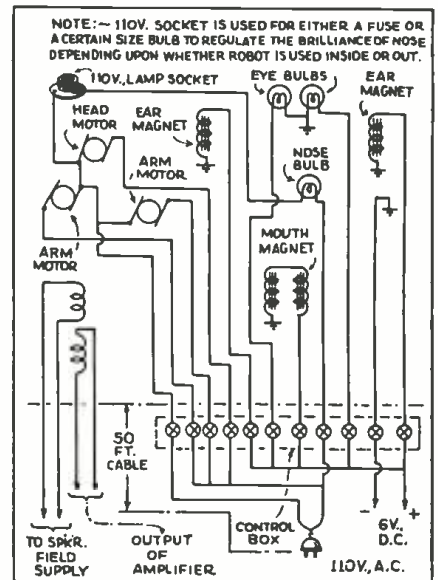 NOTE:~ 110V. SOCKET IS USED FOR EITHER A FUSE OR
A CERTAIN SIZE BULB TO REGULATE THE BRILLIANCE OF NOSE
DEPENDING UPON WHETHER ROBOT IS USED INSIDE OR OUT.
110V., LAMP SOCKET
EYE BULBS
EAR
MAGNET
HEAD
MOTOR
EAR
MAGNET
ARM
MOTOR
NOSE
BULB
ARM
MOTOR
MOUTH
MAGNET
50
FT.
CABLE
TO SPK'R.
FIELD
SUPPLY
OUTPUT
OF
AMPLIFIER
CONTROL
BOX
- +
6V.,
D.C.
110V., A.C.